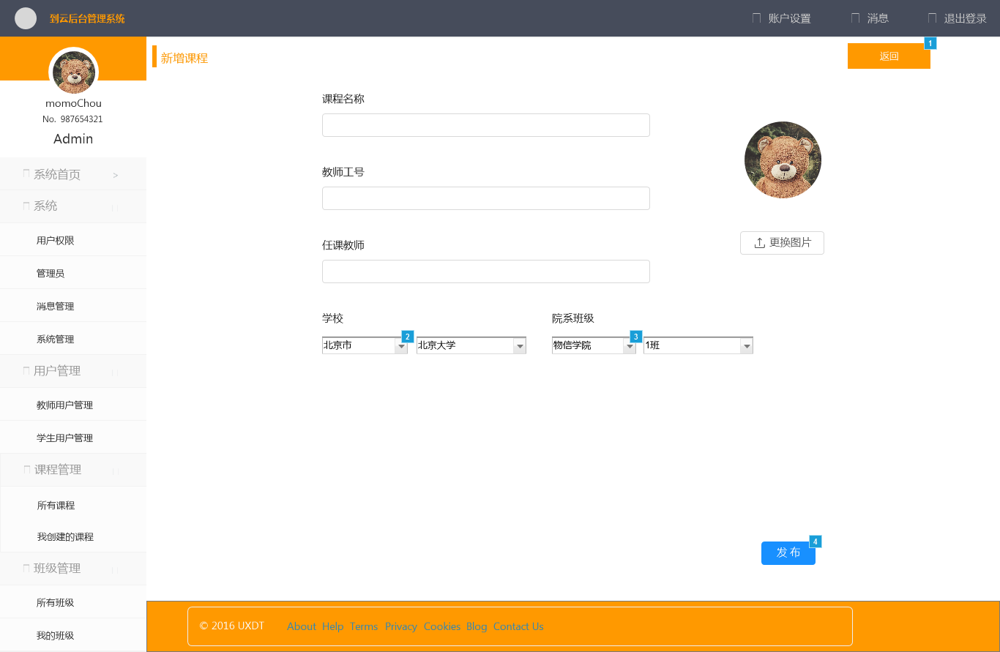 到云后台管理系统
账户设置
消息
退出登录
momoChou
No. 987654321
Admin
系统首页 >
系统
用户权限
管理员
消息管理
系统管理
用户管理
教师用户管理
学生用户管理
课程管理
所有课程
我创建的课程
班级管理
所有班级
我的班级
新增课程
返回
1
课程名称
教师工号
任课教师
更换图片
学校
院系班级
北京市
2
北京大学
物信学院
3
1班
发布
4
© 2016 UXDT
About Help Terms Privacy Cookies Blog Contact Us